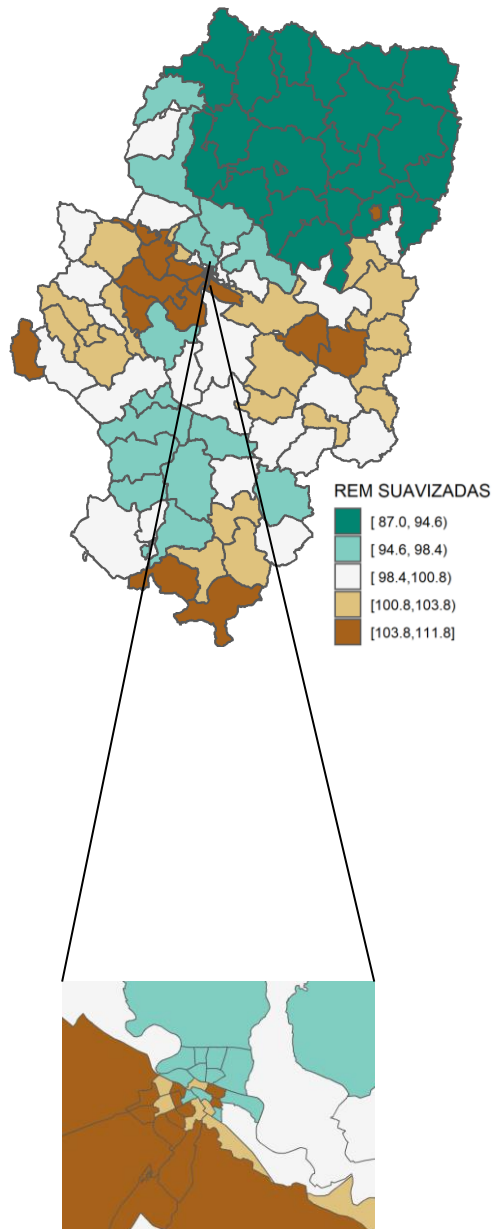 REM SUAVIZADAS
[ 87.0, 94.6)
[ 94.6, 98.4)
[ 98.4,100.8)
[100.8,103.8)
[103.8,111.8]